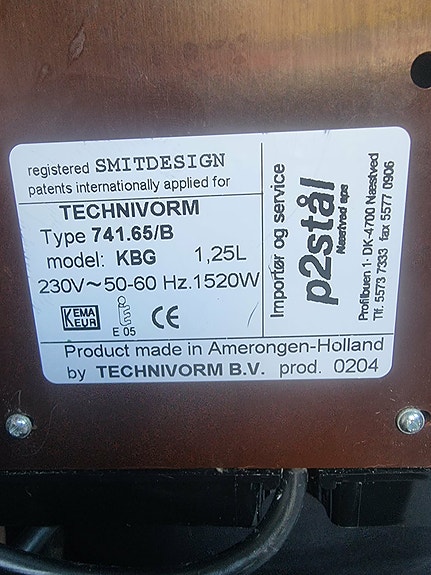 registered SMITDESIGN
patents internationally applied for
TECHNIVORM
Type 741.65/B
model: KBG 1,25L
230V~50-60 Hz.1520W
KEMA
KEUR
E 05
CE
Product made in Amerongen-Holland
by TECHNIVORM B.V. prod. 0204
Importør og service
p2stål
Næstved aps
Profilbuen 1· DK-4700 Næstved
Tlf. 5573 7333 fax 5577 0906